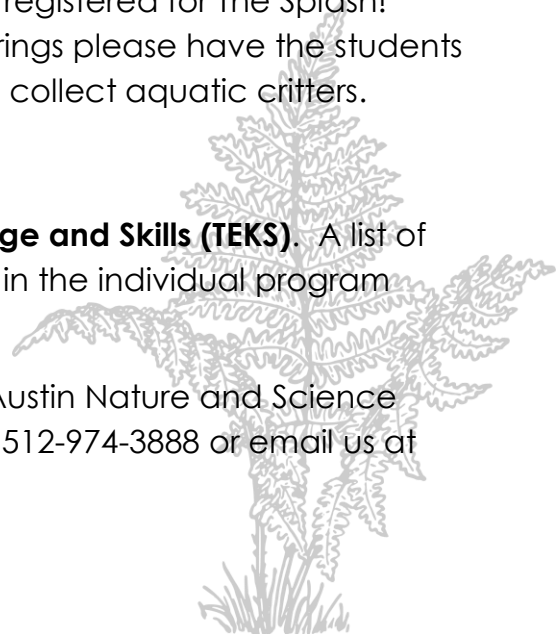 registered for The Splash!
rings please have the students
collect aquatic critters.
ge and Skills (TEKS). A list of
in the individual program
Austin Nature and Science
512-974-3888 or email us at